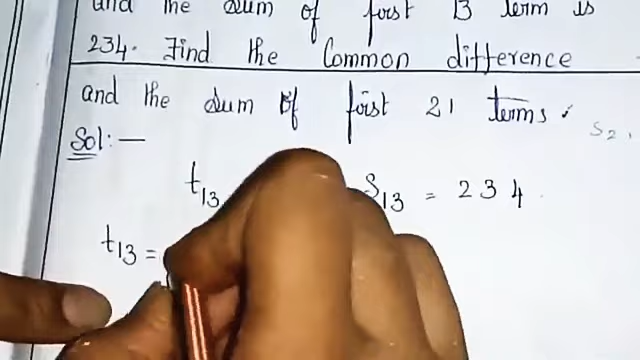 and the sum of first 13 term is
234. Find the Common difference
and the sum of first 21 terms.
S21
Sol:-
t13 S13 = 234
t13 =